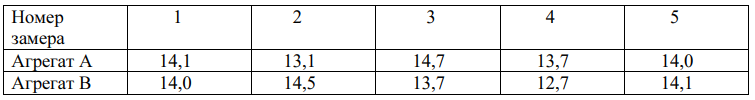 Номер замера 1 2 3 4 5
Агрегат А 14,1 13,1 14,7 13,7 14,0
Агрегат В 14,0 14,5 13,7 12,7 14,1